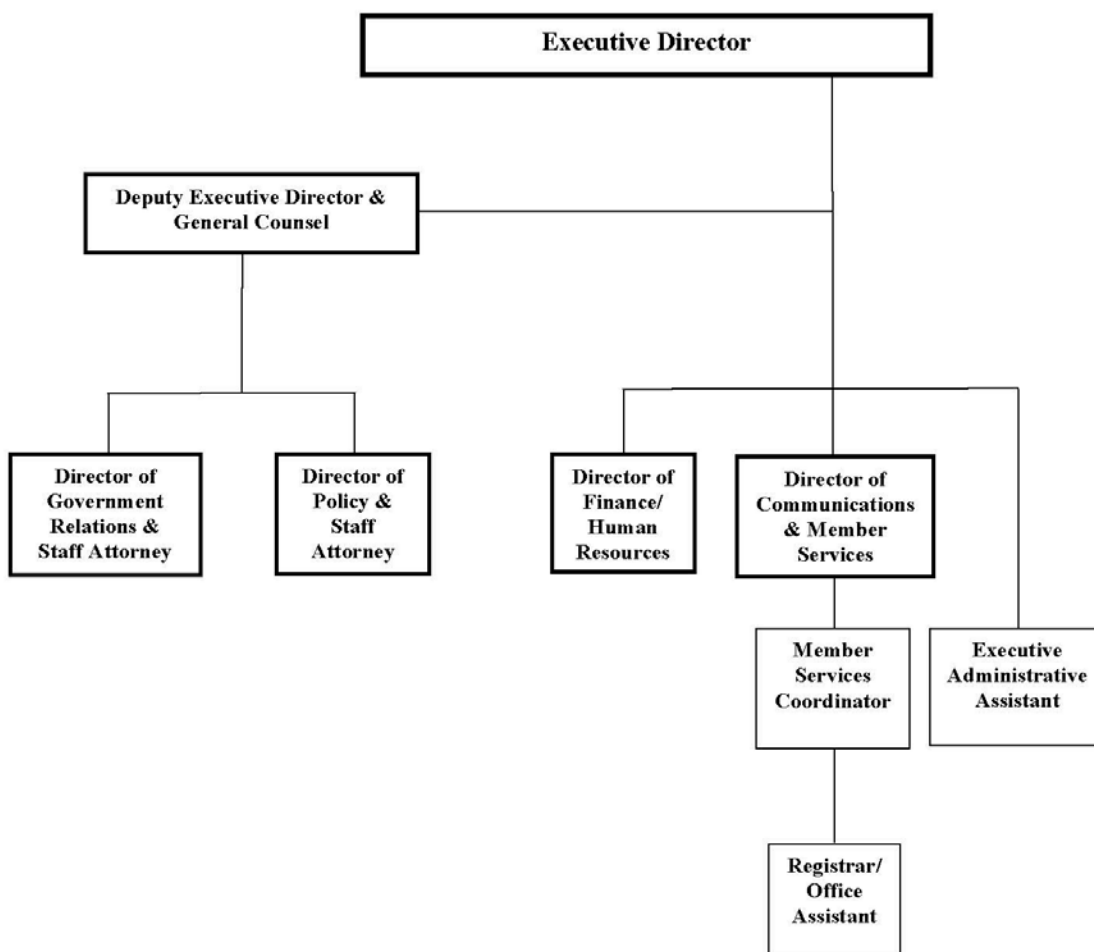 Executive Director
Deputy Executive Director &
General Counsel
Director of
Government
Relations &
Staff Attorney
Director of
Policy &
Staff
Attorney
Director of
Finance/
Human
Resources
Director of
Communications
& Member
Services
Member
Services
Coordinator
Executive
Administrative
Assistant
Registrar/
Office
Assistant